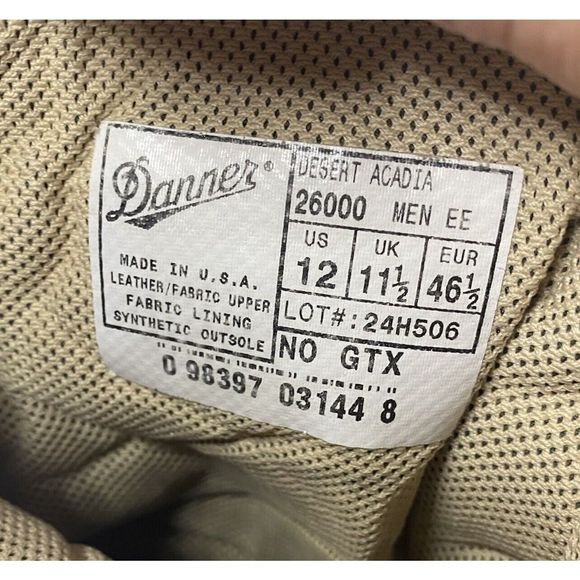 Danner®
MADE IN U.S.A.
LEATHER/FABRIC UPPER
FABRIC LINING
SYNTHETIC OUTSOLE
DESERT ACADIA
26000 MEN EE
US UK EUR
12 11½ 46½
LOT#: 24H506
NO GTX
0 98397 03144 8